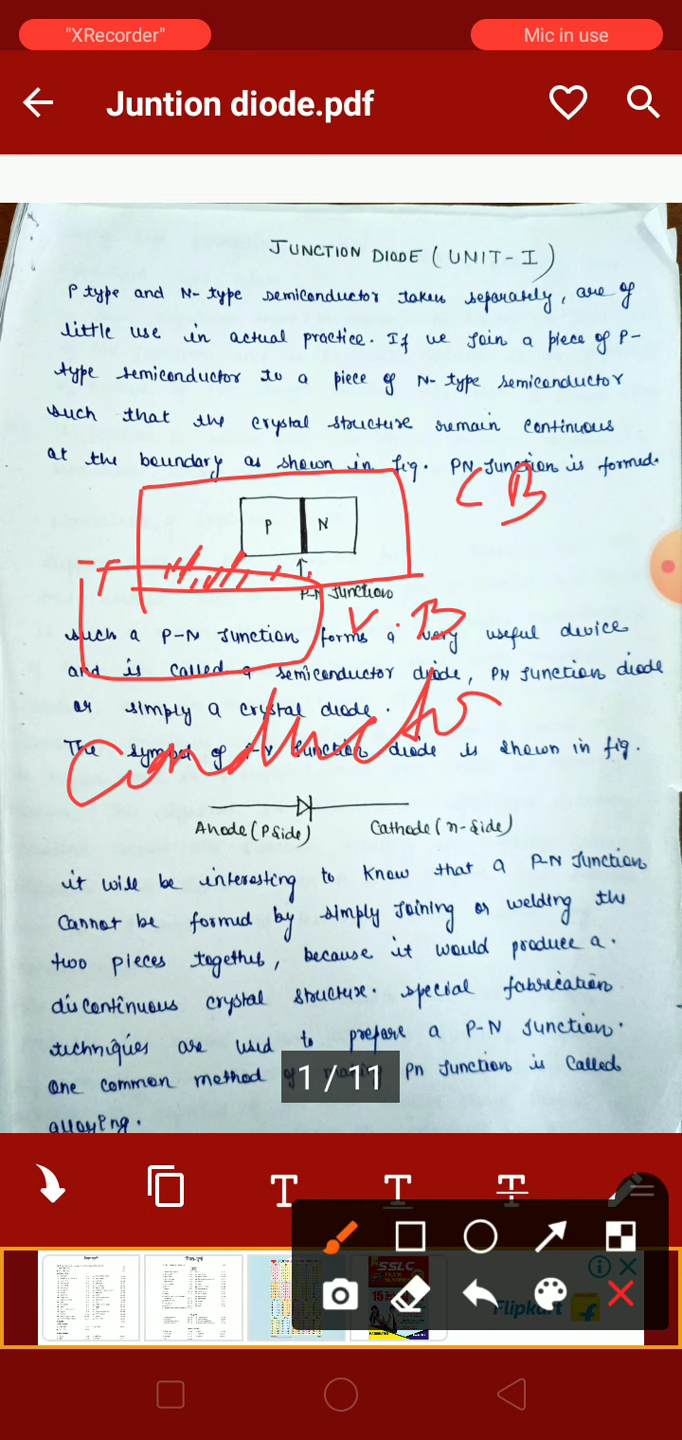 "XRecorder"
Mic in use
Juntion diode.pdf
JUNCTION DIODE (UNIT-I)
P type and N-type semiconductor taken separately, are of
little use in actual practice. If we join a piece of P-
type semiconductor to a piece of N-type semiconductor
such that the crystal structure remain continuous
at the boundary as shown in fig. PN Junction is formed.
C B
P N
P-N Junction
V.B
such a P-N Junction forms a very useful device
and is called a semiconductor diode, PN Junction diode
or simply a crystal diode.
Conducto
The symbol of P-N Junction diode is shown in fig.
Anode (P side) Cathode (n-side)
it will be interesting to know that a P-N Junction
cannot be formed by simply joining or welding the
two pieces together, because it would produce a
discontinuous crystal structure. special fabrication
techniques are used to prepare a P-N Junction.
one common method of making Pn Junction is called
1 / 11
alloying.
T T T
SSLC
15
Flipkart